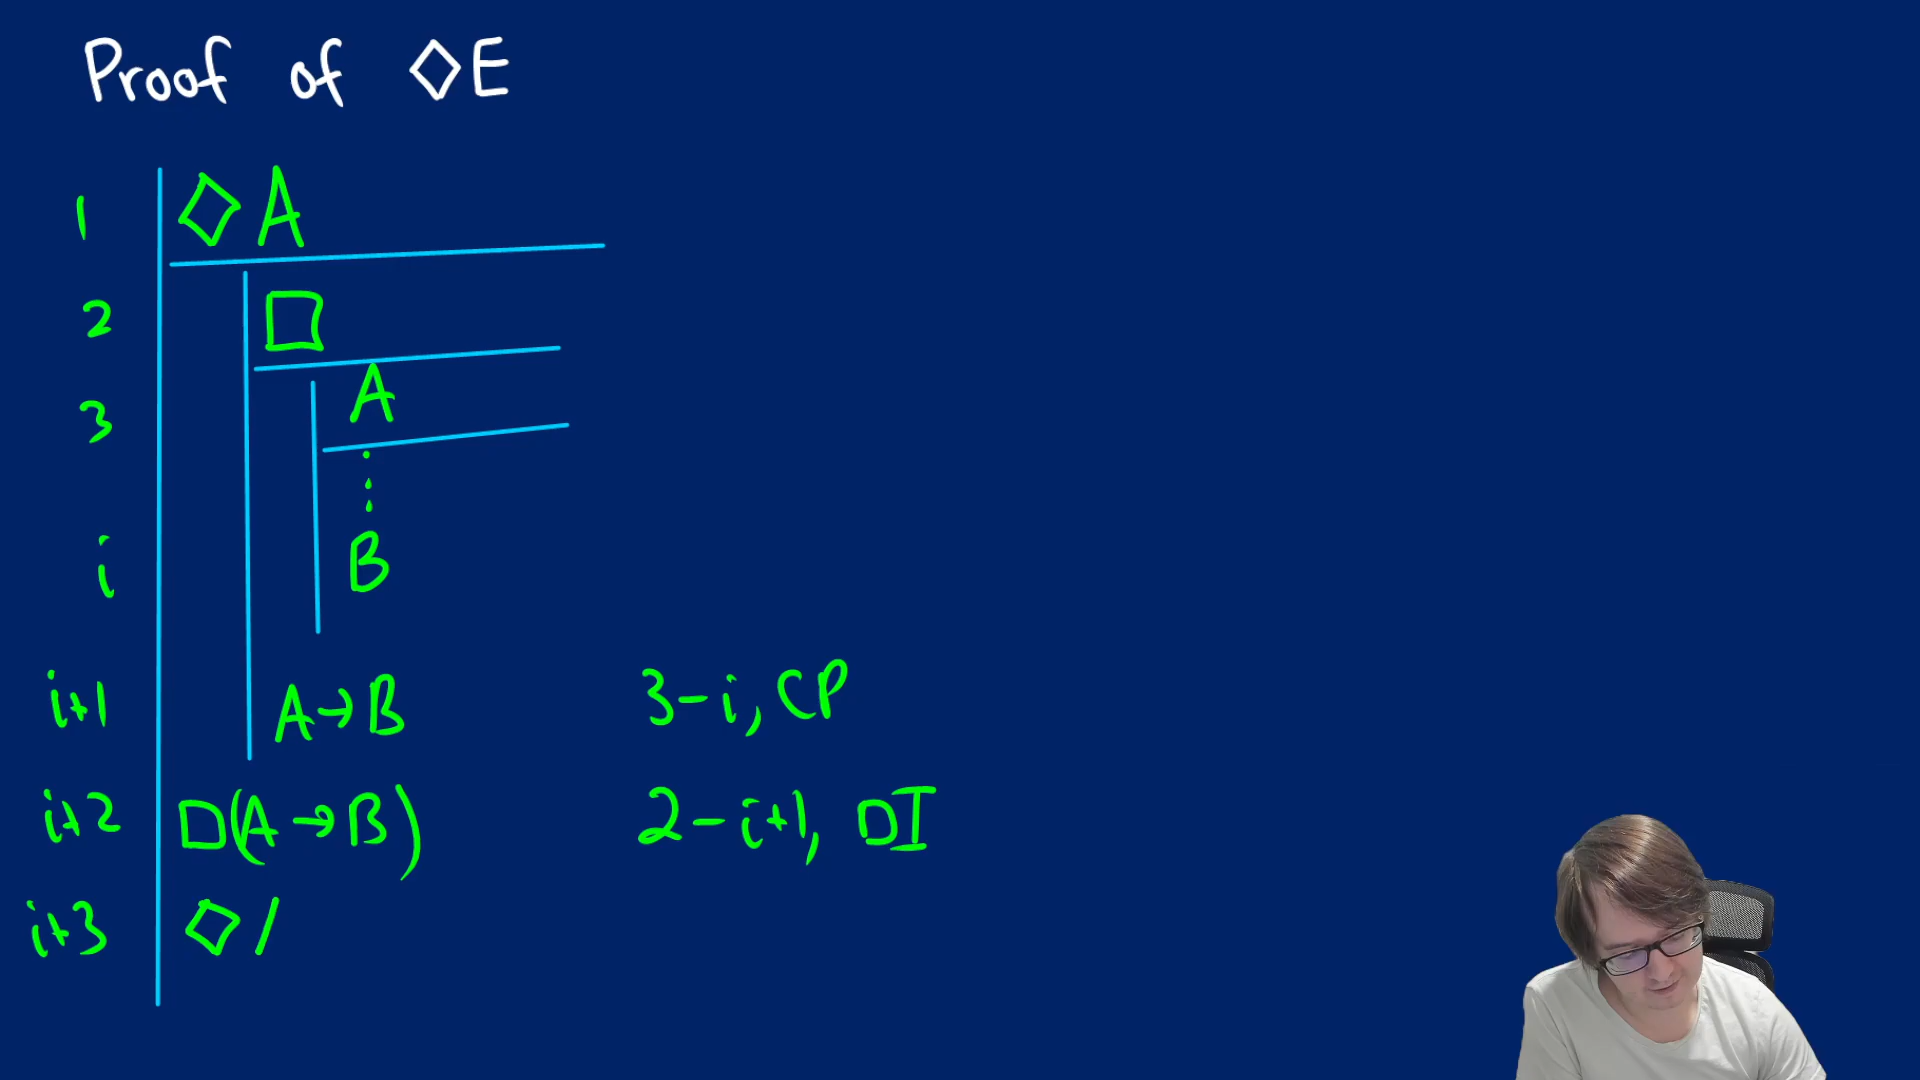 Proof of ◇E
1 ◇A
2 □
3 A
⋮
i B
i+1 A→B 3-i, CP
i+2 □(A→B) 2-i+1, □I
i+3 ◇/